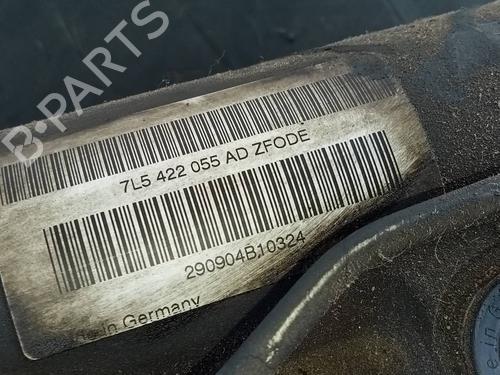 B-PARTS
7L5 422 055 AD ZFODE
290904B10324
in Germany